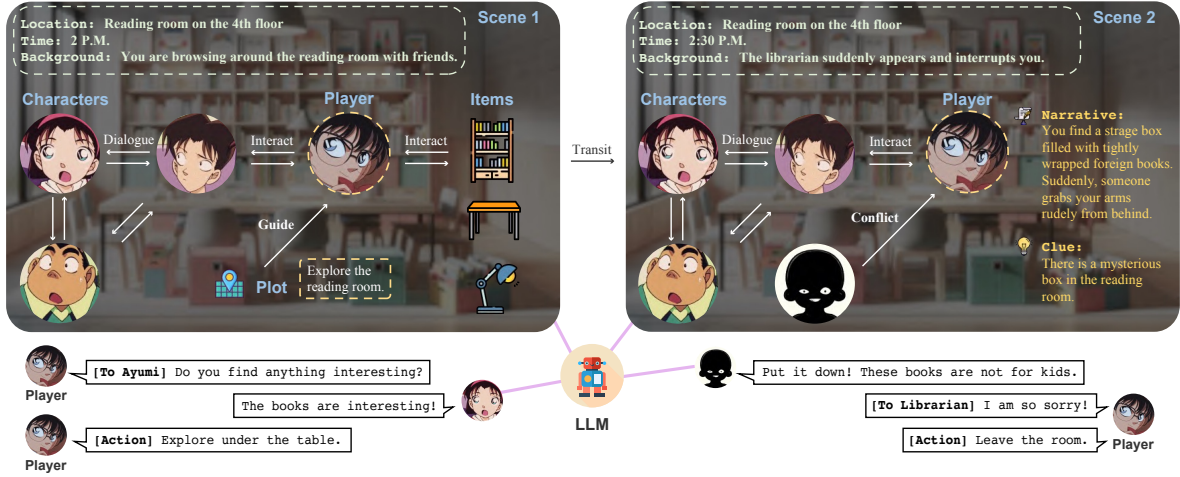 Scene 1
Location: Reading room on the 4th floor
Time: 2 P.M.
Background: You are browsing around the reading room with friends.
Characters
Player
Items
Dialogue
Interact
Interact
Guide
Plot
Explore the
reading room.
Transit
Scene 2
Location: Reading room on the 4th floor
Time: 2:30 P.M.
Background: The librarian suddenly appears and interrupts you.
Characters
Player
Dialogue
Interact
Conflict
Narrative:
You find a strage box
filled with tightly
wrapped foreign books.
Suddenly, someone
grabs your arms
rudely from behind.
Clue:
There is a mysterious
box in the reading
room.
Player
[To Ayumi] Do you find anything interesting?
The books are interesting!
Player
[Action] Explore under the table.
LLM
Put it down! These books are not for kids.
[To Librarian] I am so sorry!
[Action] Leave the room.
Player